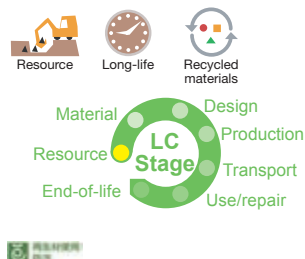 Resource
Long-life
Recycled
materials
Material
Design
Production
Resource
LC
Stage
Transport
End-of-life
Use/repair